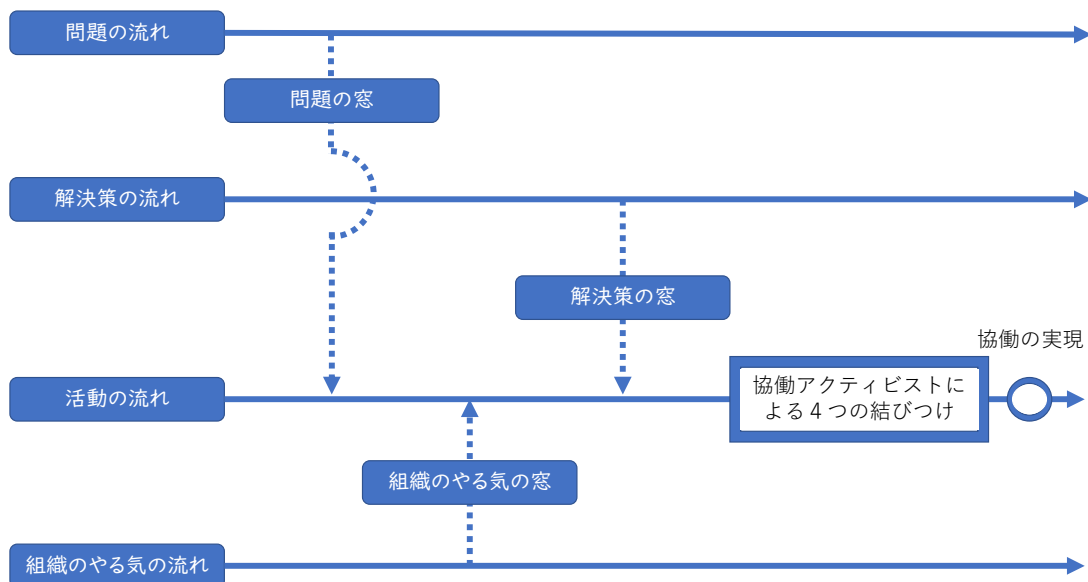 問題の流れ
問題の窓
解決策の流れ
解決策の窓
協働の実現
活動の流れ
協働アクティビストに
よる4つの結びつけ
組織のやる気の窓
組織のやる気の流れ